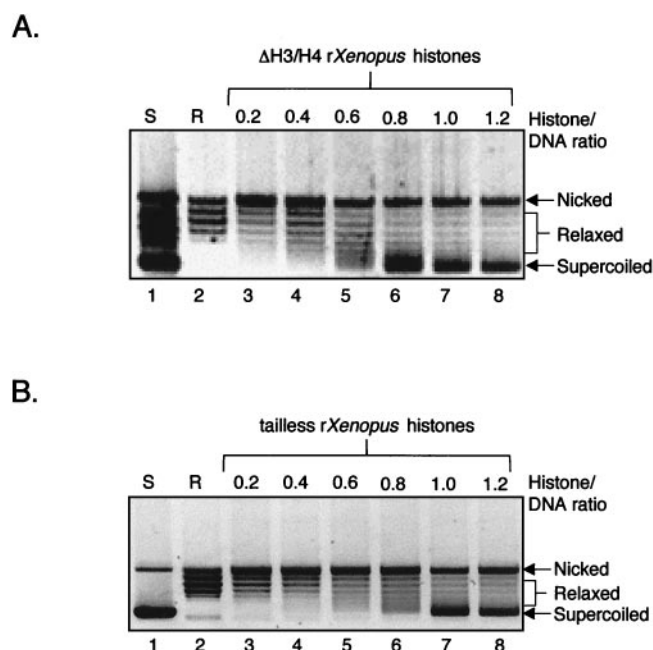 A.
ΔH3/H4 rXenopus histones
S R 0.2 0.4 0.6 0.8 1.0 1.2 Histone/
DNA ratio
Nicked
Relaxed
Supercoiled
1 2 3 4 5 6 7 8
B.
tailless rXenopus histones
S R 0.2 0.4 0.6 0.8 1.0 1.2 Histone/
DNA ratio
Nicked
Relaxed
Supercoiled
1 2 3 4 5 6 7 8